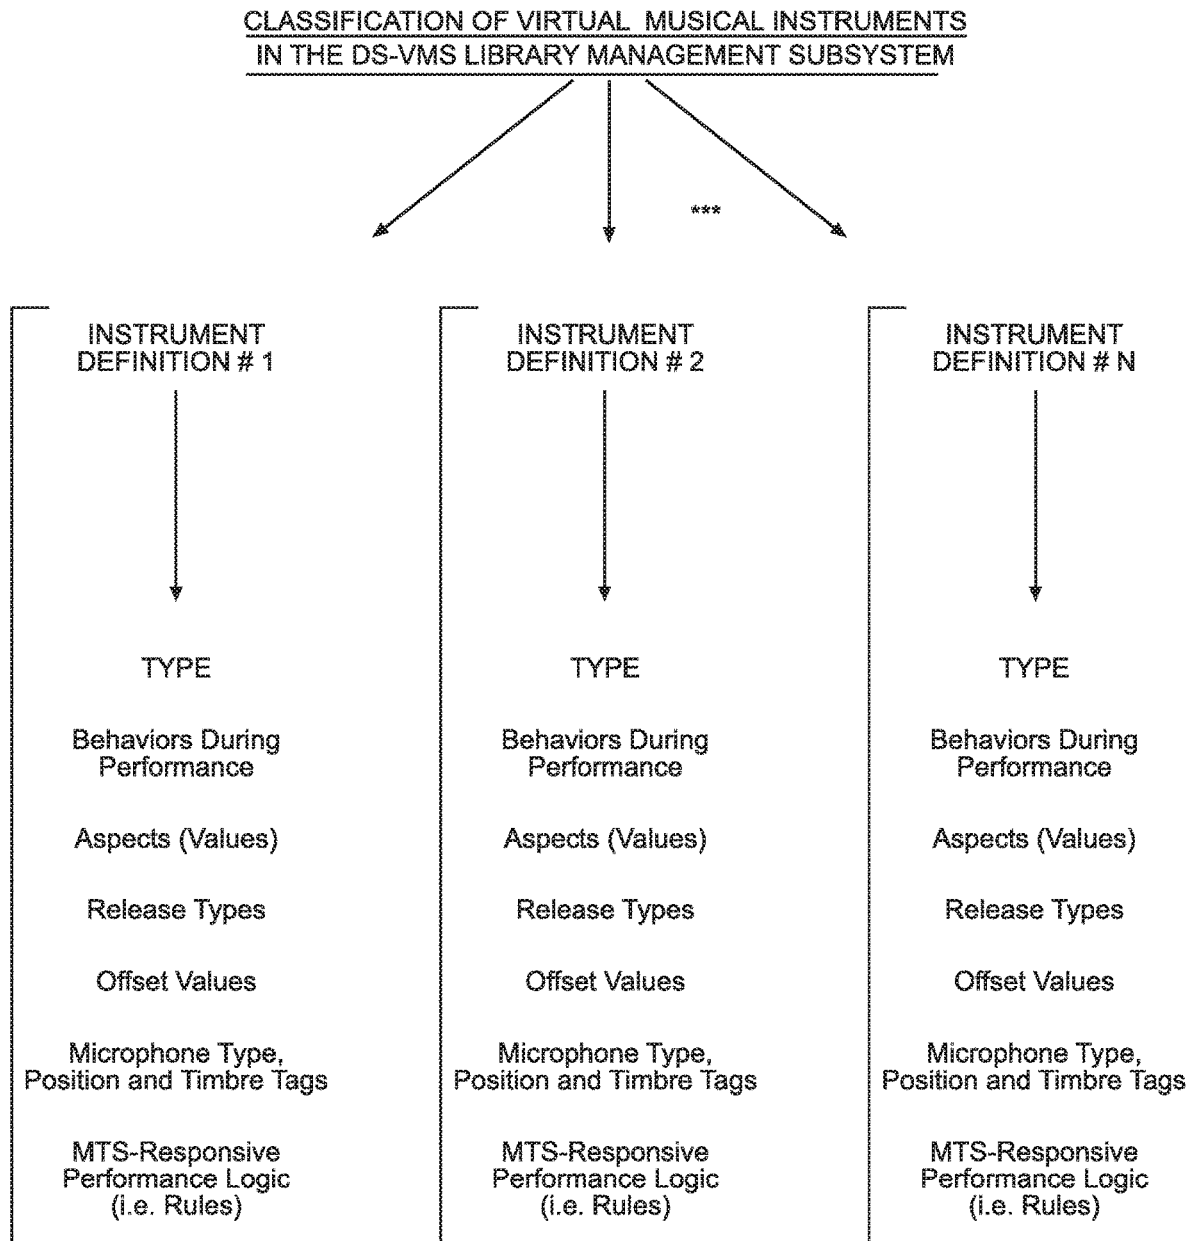 CLASSIFICATION OF VIRTUAL MUSICAL INSTRUMENTS
IN THE DS-VMS LIBRARY MANAGEMENT SUBSYSTEM
***
INSTRUMENT
DEFINITION # 1
TYPE
Behaviors During
Performance
Aspects (Values)
Release Types
Offset Values
Microphone Type,
Position and Timbre Tags
MTS-Responsive
Performance Logic
(i.e. Rules)
INSTRUMENT
DEFINITION # 2
TYPE
Behaviors During
Performance
Aspects (Values)
Release Types
Offset Values
Microphone Type,
Position and Timbre Tags
MTS-Responsive
Performance Logic
(i.e. Rules)
INSTRUMENT
DEFINITION # N
TYPE
Behaviors During
Performance
Aspects (Values)
Release Types
Offset Values
Microphone Type,
Position and Timbre Tags
MTS-Responsive
Performance Logic
(i.e. Rules)